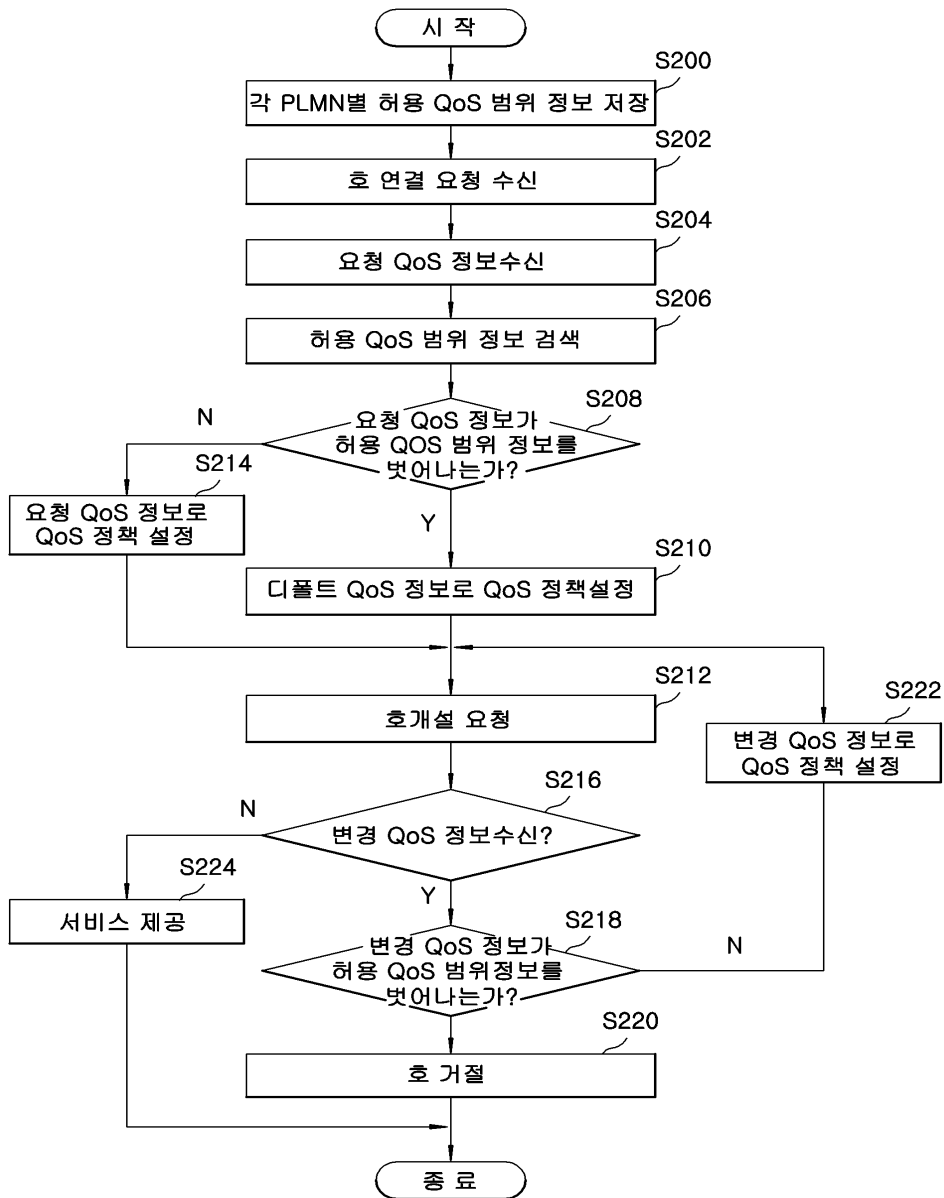 시 작
S200
각 PLMN별 허용 QoS 범위 정보 저장
S202
호 연결 요청 수신
S204
요청 QoS 정보수신
S206
허용 QoS 범위 정보 검색
S208
요청 QoS 정보가
허용 QOS 범위 정보를
벗어나는가?
N
Y
S214
요청 QoS 정보로
QoS 정책 설정
S210
디폴트 QoS 정보로 QoS 정책설정
S212
호개설 요청
S222
변경 QoS 정보로
QoS 정책 설정
S216
변경 QoS 정보수신?
N
Y
S224
서비스 제공
S218
변경 QoS 정보가
허용 QoS 범위정보를
벗어나는가?
N
S220
호 거절
종 료